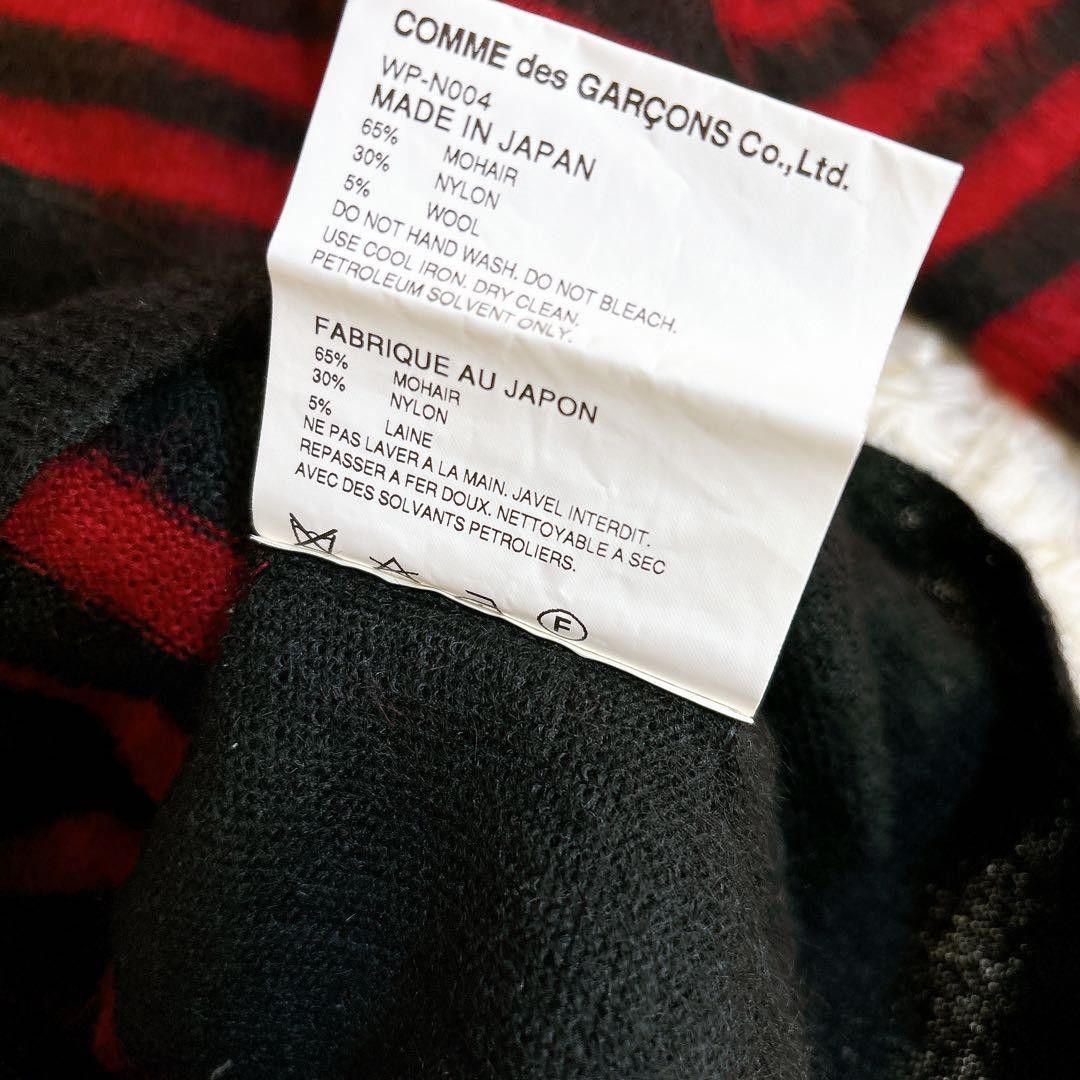 COMME des GARÇONS Co.,Ltd.
WP-N004
MADE IN JAPAN
65% MOHAIR
30% NYLON
5% WOOL
DO NOT HAND WASH. DO NOT BLEACH.
USE COOL IRON. DRY CLEAN.
PETROLEUM SOLVENT ONLY.
FABRIQUE AU JAPON
65% MOHAIR
30% NYLON
5% LAINE
NE PAS LAVER A LA MAIN. JAVEL INTERDIT.
REPASSER A FER DOUX. NETTOYABLE A SEC
AVEC DES SOLVANTS PETROLIERS.
F